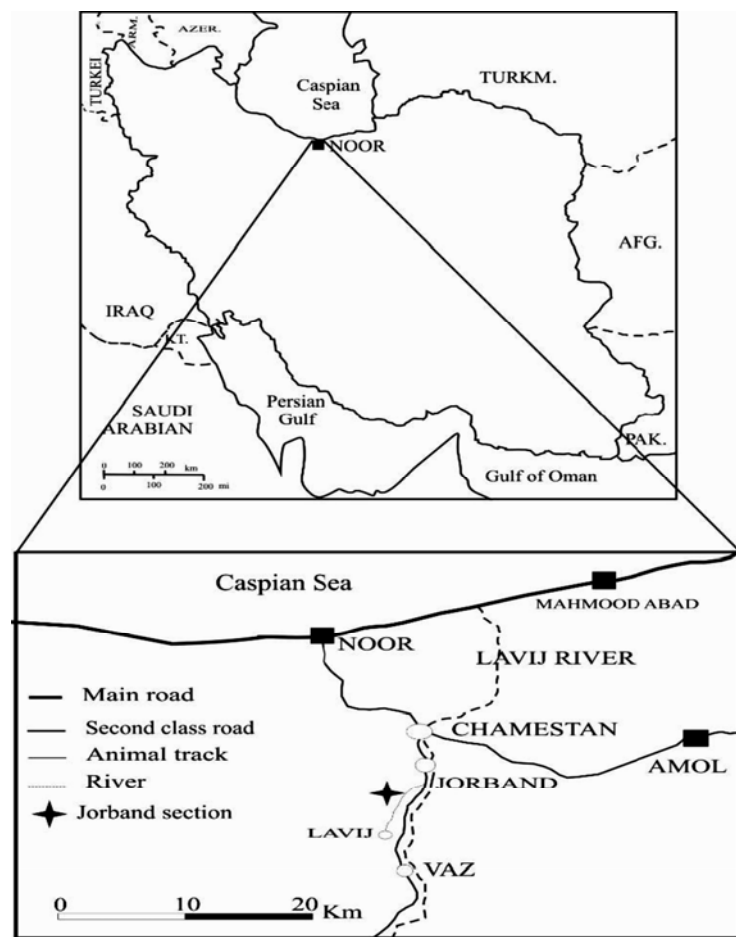 ARM.
AZER.
TURKEI
Caspian
Sea
TURKM.
NOOR
AFG.
IRAQ
KT.
SAUDI
ARABIAN
Persian
Gulf
PAK.
Gulf of Oman
0 100 200 km
0 100 200 mi
Caspian Sea
MAHMOOD ABAD
NOOR
LAVIJ RIVER
Main road
Second class road
CHAMESTAN
Animal track
AMOL
River
JORBAND
Jorband section
LAVIJ
VAZ
0 10 20
Km